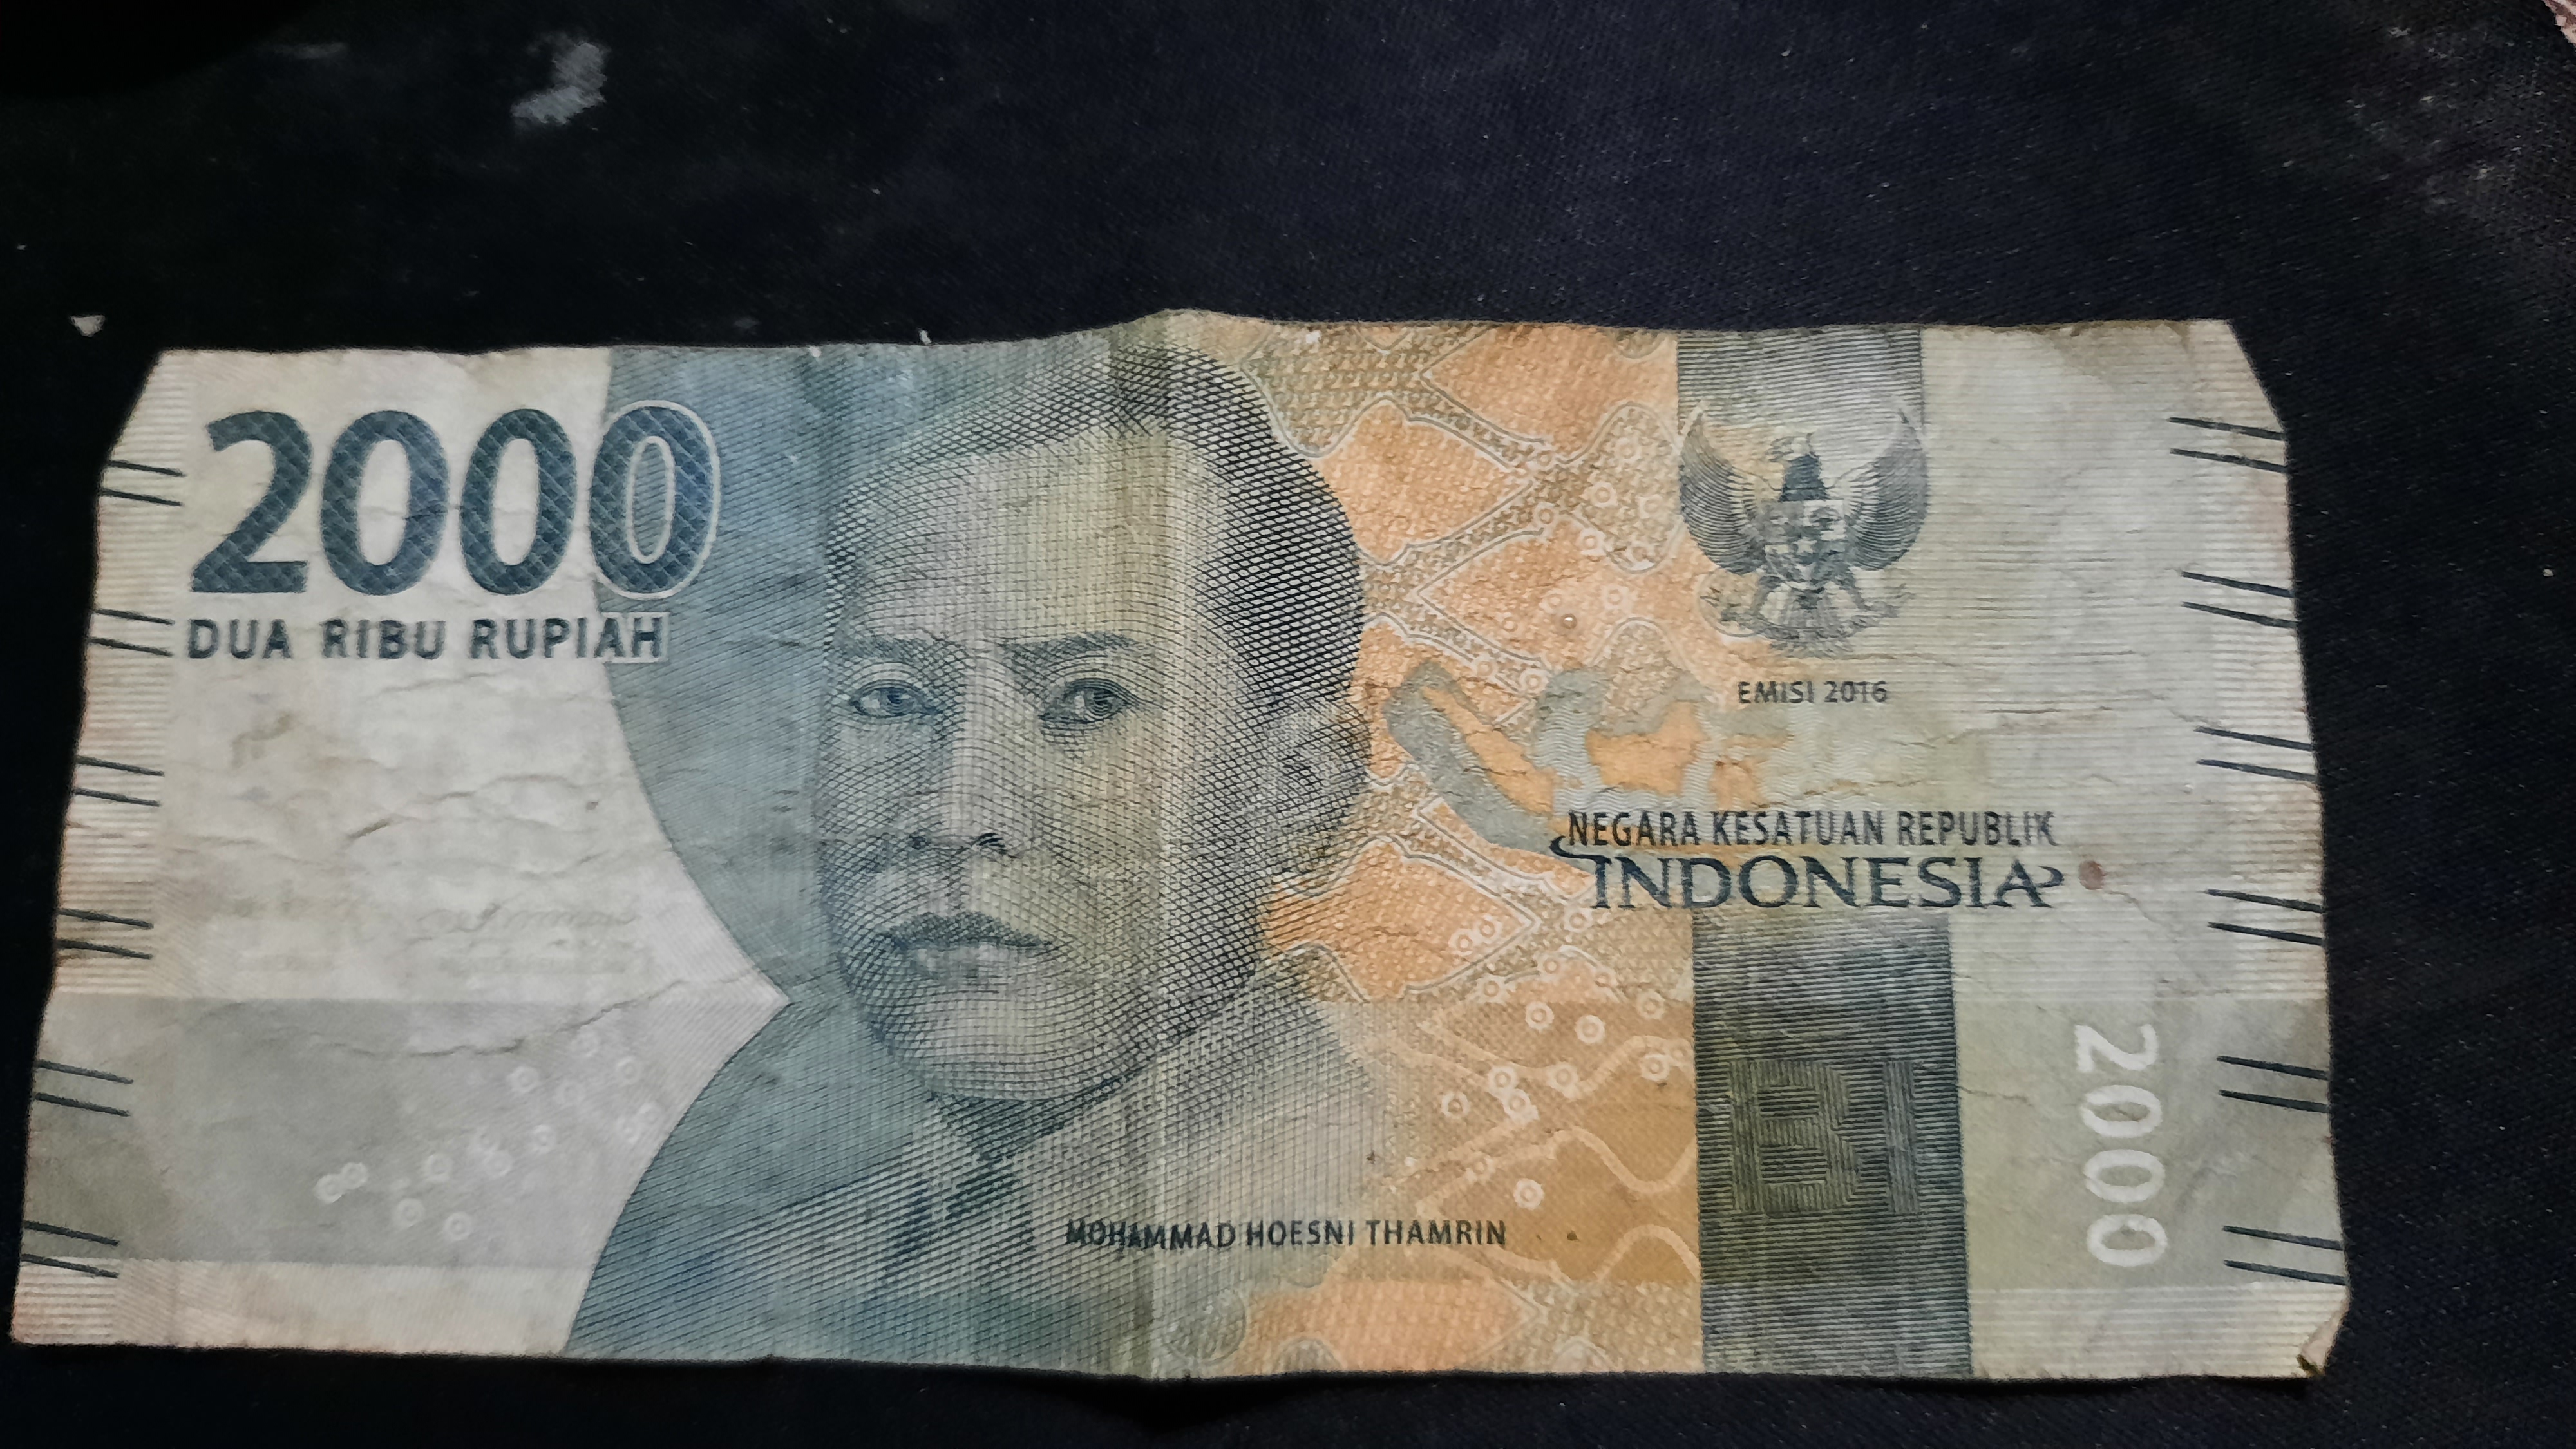 2000
DUA RIBU RUPIAH
EMISI 2016
NEGARA KESATUAN REPUBLIK
INDONESIA
BI
2000
MOHAMMAD HOESNI THAMRIN